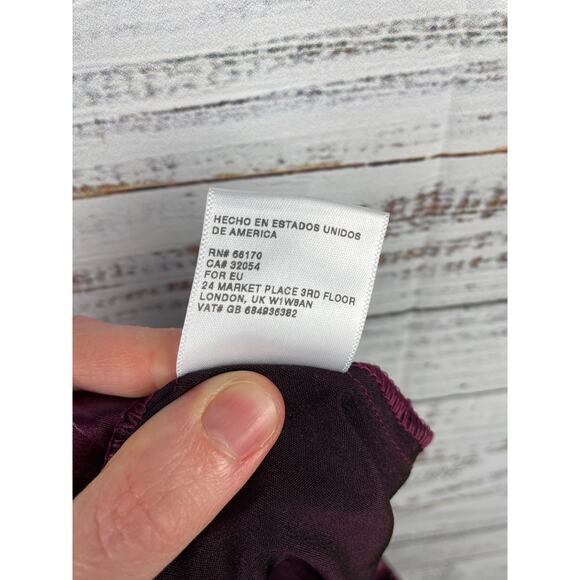 HECHO EN ESTADOS UNIDOS
DE AMERICA
RN# 66170
CA# 32054
FOR EU
24 MARKET PLACE 3RD FLOOR
LONDON, UK W1W8AN
VAT# GB 684936382